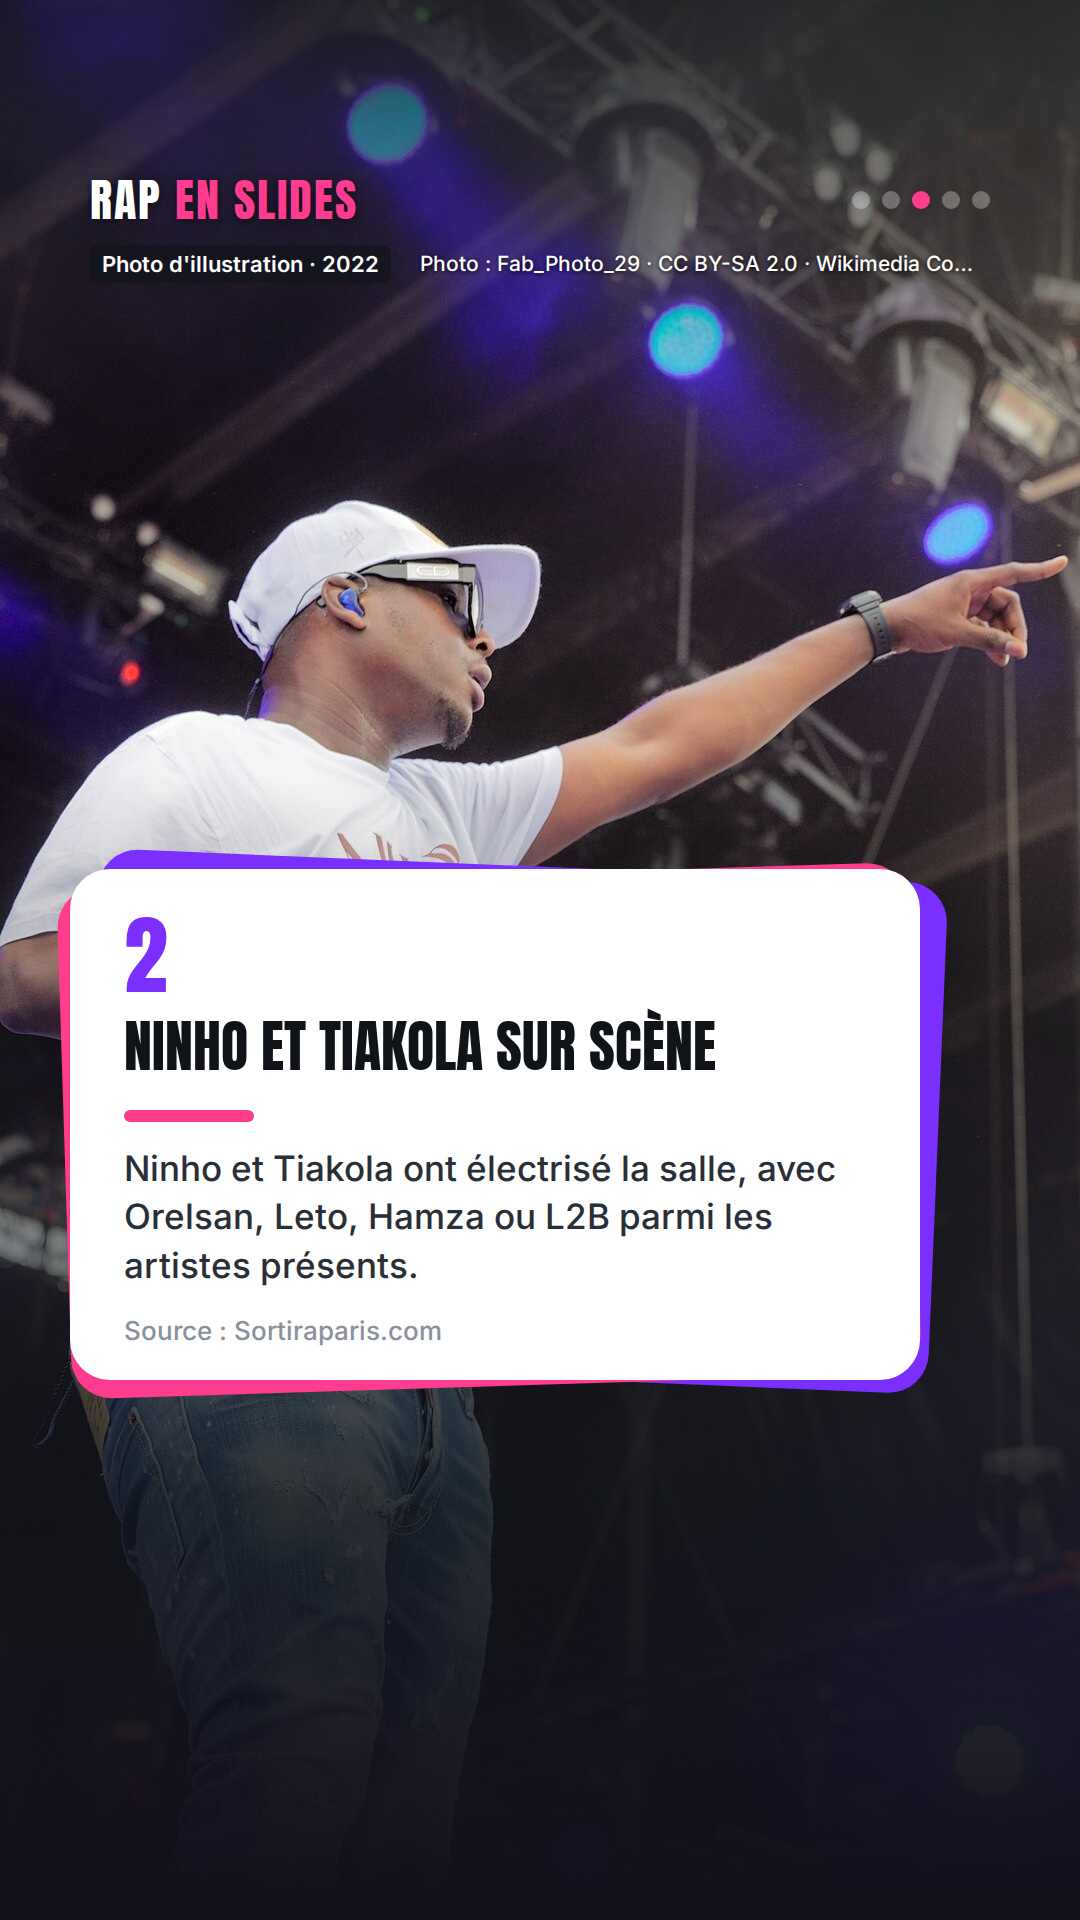 RAP EN SLIDES
Photo d'illustration · 2022
Photo : Fab_Photo_29 · CC BY-SA 2.0 · Wikimedia Co...
2
NINHO ET TIAKOLA SUR SCÈNE
Ninho et Tiakola ont électrisé la salle, avec
Orelsan, Leto, Hamza ou L2B parmi les
artistes présents.
Source : Sortiraparis.com